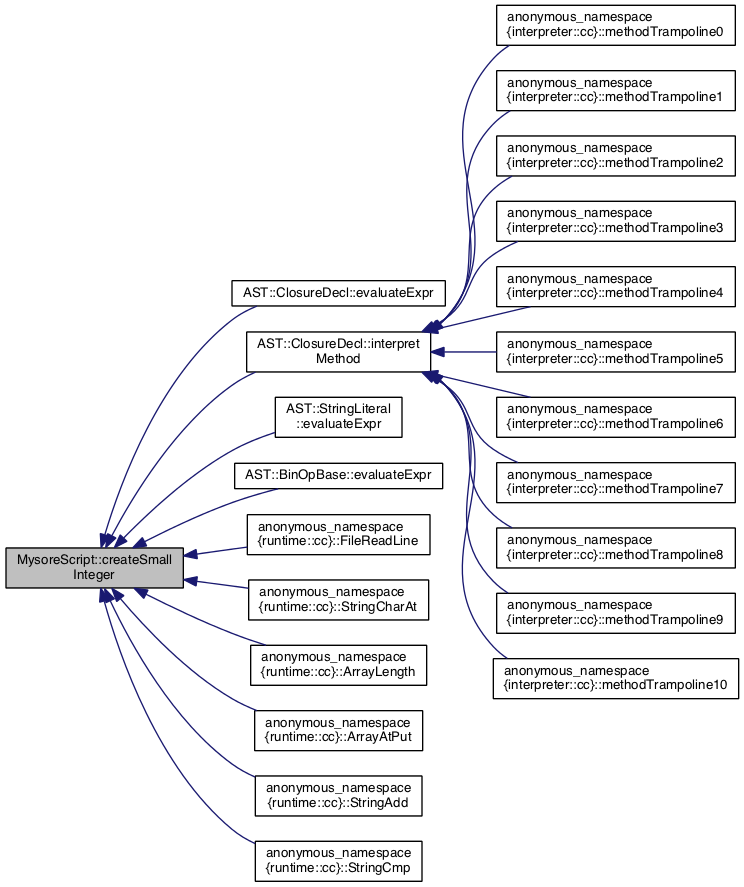 MysoreScript::createSmall
Integer
AST::ClosureDecl::evaluateExpr
AST::ClosureDecl::interpret
Method
AST::StringLiteral
::evaluateExpr
AST::BinOpBase::evaluateExpr
anonymous_namespace
{runtime::cc}::FileReadLine
anonymous_namespace
{runtime::cc}::StringCharAt
anonymous_namespace
{runtime::cc}::ArrayLength
anonymous_namespace
{runtime::cc}::ArrayAtPut
anonymous_namespace
{runtime::cc}::StringAdd
anonymous_namespace
{runtime::cc}::StringCmp
anonymous_namespace
{interpreter::cc}::methodTrampoline0
anonymous_namespace
{interpreter::cc}::methodTrampoline1
anonymous_namespace
{interpreter::cc}::methodTrampoline2
anonymous_namespace
{interpreter::cc}::methodTrampoline3
anonymous_namespace
{interpreter::cc}::methodTrampoline4
anonymous_namespace
{interpreter::cc}::methodTrampoline5
anonymous_namespace
{interpreter::cc}::methodTrampoline6
anonymous_namespace
{interpreter::cc}::methodTrampoline7
anonymous_namespace
{interpreter::cc}::methodTrampoline8
anonymous_namespace
{interpreter::cc}::methodTrampoline9
anonymous_namespace
{interpreter::cc}::methodTrampoline10